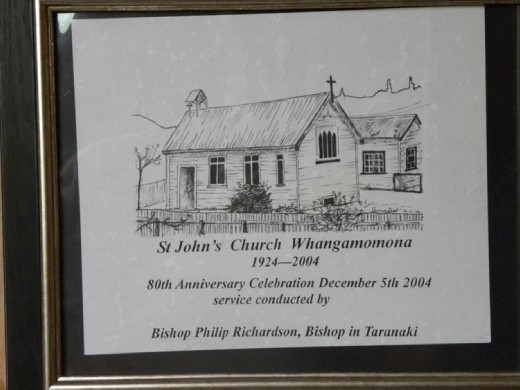 St John's Church Whangamomona
1924—2004
80th Anniversary Celebration December 5th 2004
service conducted by
Bishop Philip Richardson, Bishop in Taranaki